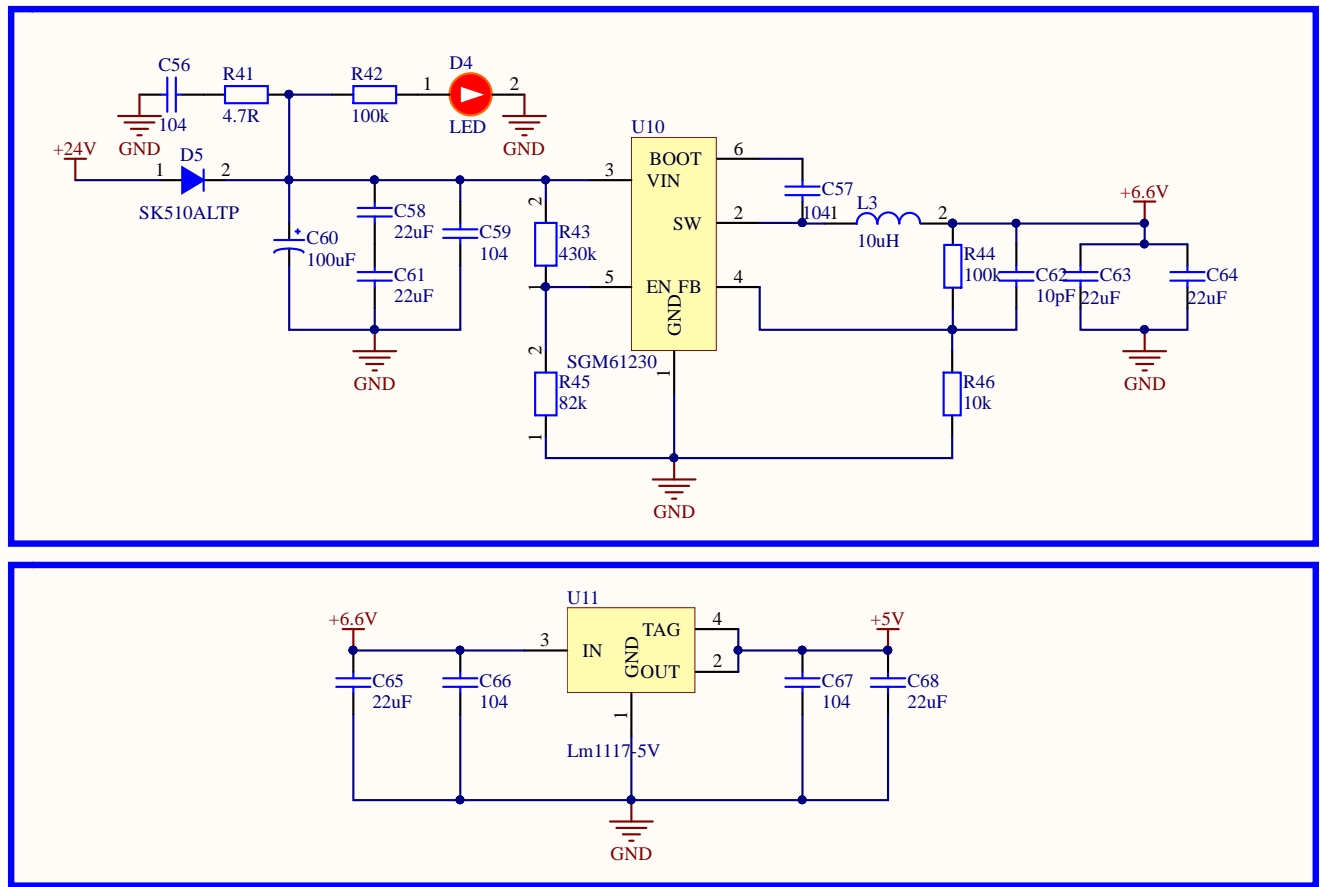 C56
R41
R42
D4
1
2
104
4.7R
100k
LED
GND
GND
+24V
D5
1
2
SK510ALTP
U10
BOOT
6
3
VIN
C57
104
SW
2
1
L3
2
10uH
+6.6V
C58
22uF
C59
104
C60
100uF
C61
22uF
2
R43
430k
1
5
EN
FB
4
GND
R44
100k
C62
10pF
C63
22uF
C64
22uF
GND
GND
SGM61230
1
2
R45
82k
1
R46
10k
GND
U11
+6.6V
+5V
TAG
4
3
IN
GND
OUT
2
C65
22uF
C66
104
1
C67
104
C68
22uF
Lm1117-5V
GND